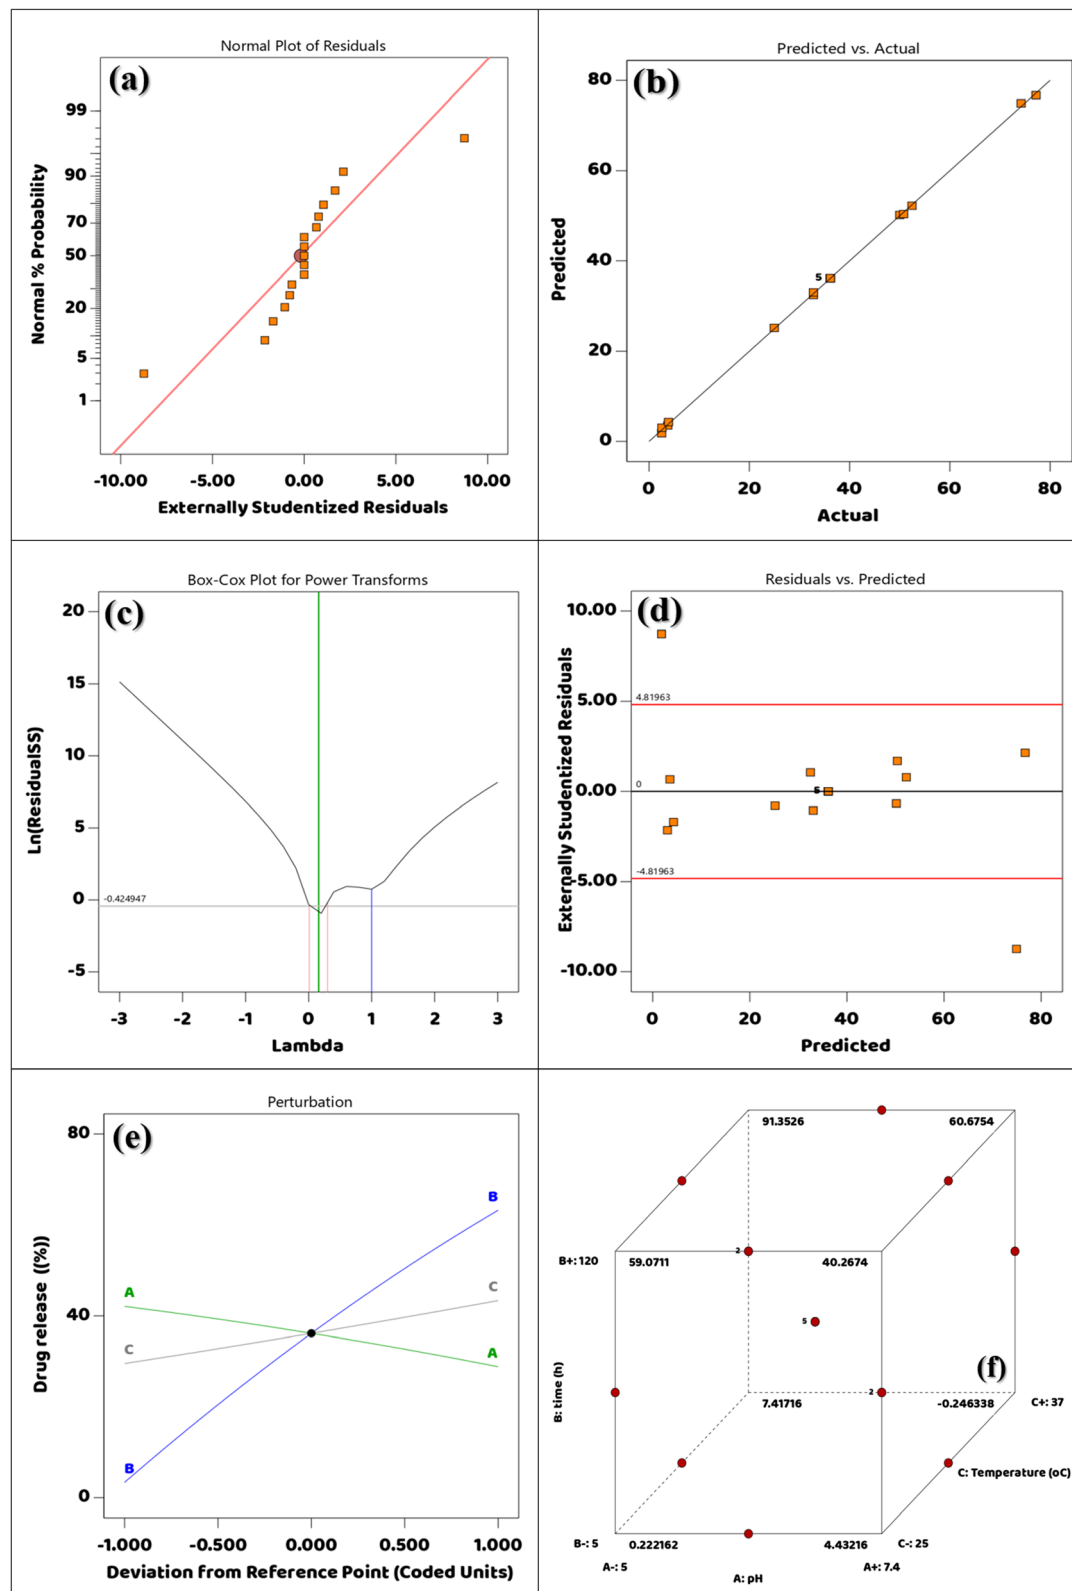 Normal Plot of Residuals
(a)
Normal % Probability
99
90
70
50
20
5
1
-10.00 -5.00 0.00 5.00 10.00
Externally Studentized Residuals
Predicted vs. Actual
(b)
Predicted
80
60
40
20
0
5
0 20 40 60 80
Actual
Box-Cox Plot for Power Transforms
(c)
Ln(ResidualSS)
20
15
10
5
0
-5
-0.424947
-3 -2 -1 0 1 2 3
Lambda
Residuals vs. Predicted
(d)
Externally Studentized Residuals
10.00
5.00
0.00
-5.00
-10.00
4.81963
0
5
-4.81963
0 20 40 60 80
Predicted
Perturbation
(e)
Drug release ((%))
80
40
0
A
C
B
B
C
A
-1.000 -0.500 0.000 0.500 1.000
Deviation from Reference Point (Coded Units)
91.3526 60.6754
B+: 120 59.0711 2 40.2674
5
(f)
B: time (h)
2
7.41716 -0.246338 C+: 37
C: Temperature (oC)
B-: 5 0.222162 4.43216 C-: 25
A-: 5 A: pH A+: 7.4